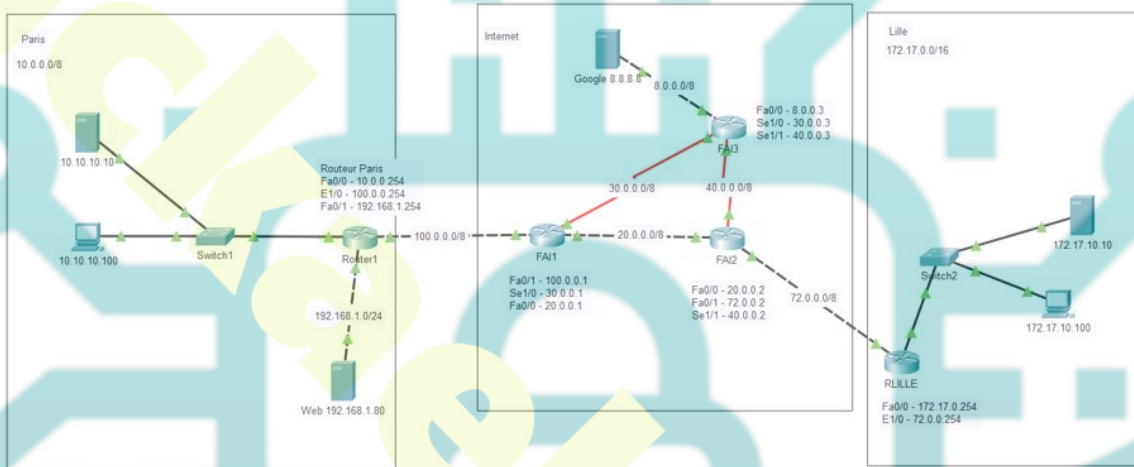 Paris
10.0.0.0/8
10.10.10.10
10.10.10.100
Switch1
Routeur Paris
Fa0/0 - 10.0.0.254
E1/0 - 100.0.0.254
Fa0/1 - 192.168.1.254
Router1
192.168.1.0/24
Web 192.168.1.80
100.0.0.0/8
Internet
Google 8.8.8.8
8.0.0.0/8
Fa0/0 - 8.0.0.3
Se1/0 - 30.0.0.3
Se1/1 - 40.0.0.3
FAI3
30.0.0.0/8
40.0.0.0/8
FAI1
20.0.0.0/8
FAI2
Fa0/1 - 100.0.0.1
Se1/0 - 30.0.0.1
Fa0/0 - 20.0.0.1
Fa0/0 - 20.0.0.2
Fa0/1 - 72.0.0.2
Se1/1 - 40.0.0.2
72.0.0.0/8
Lille
172.17.0.0/16
172.17.10.10
Switch2
172.17.10.100
RLILLE
Fa0/0 - 172.17.0.254
E1/0 - 72.0.0.254